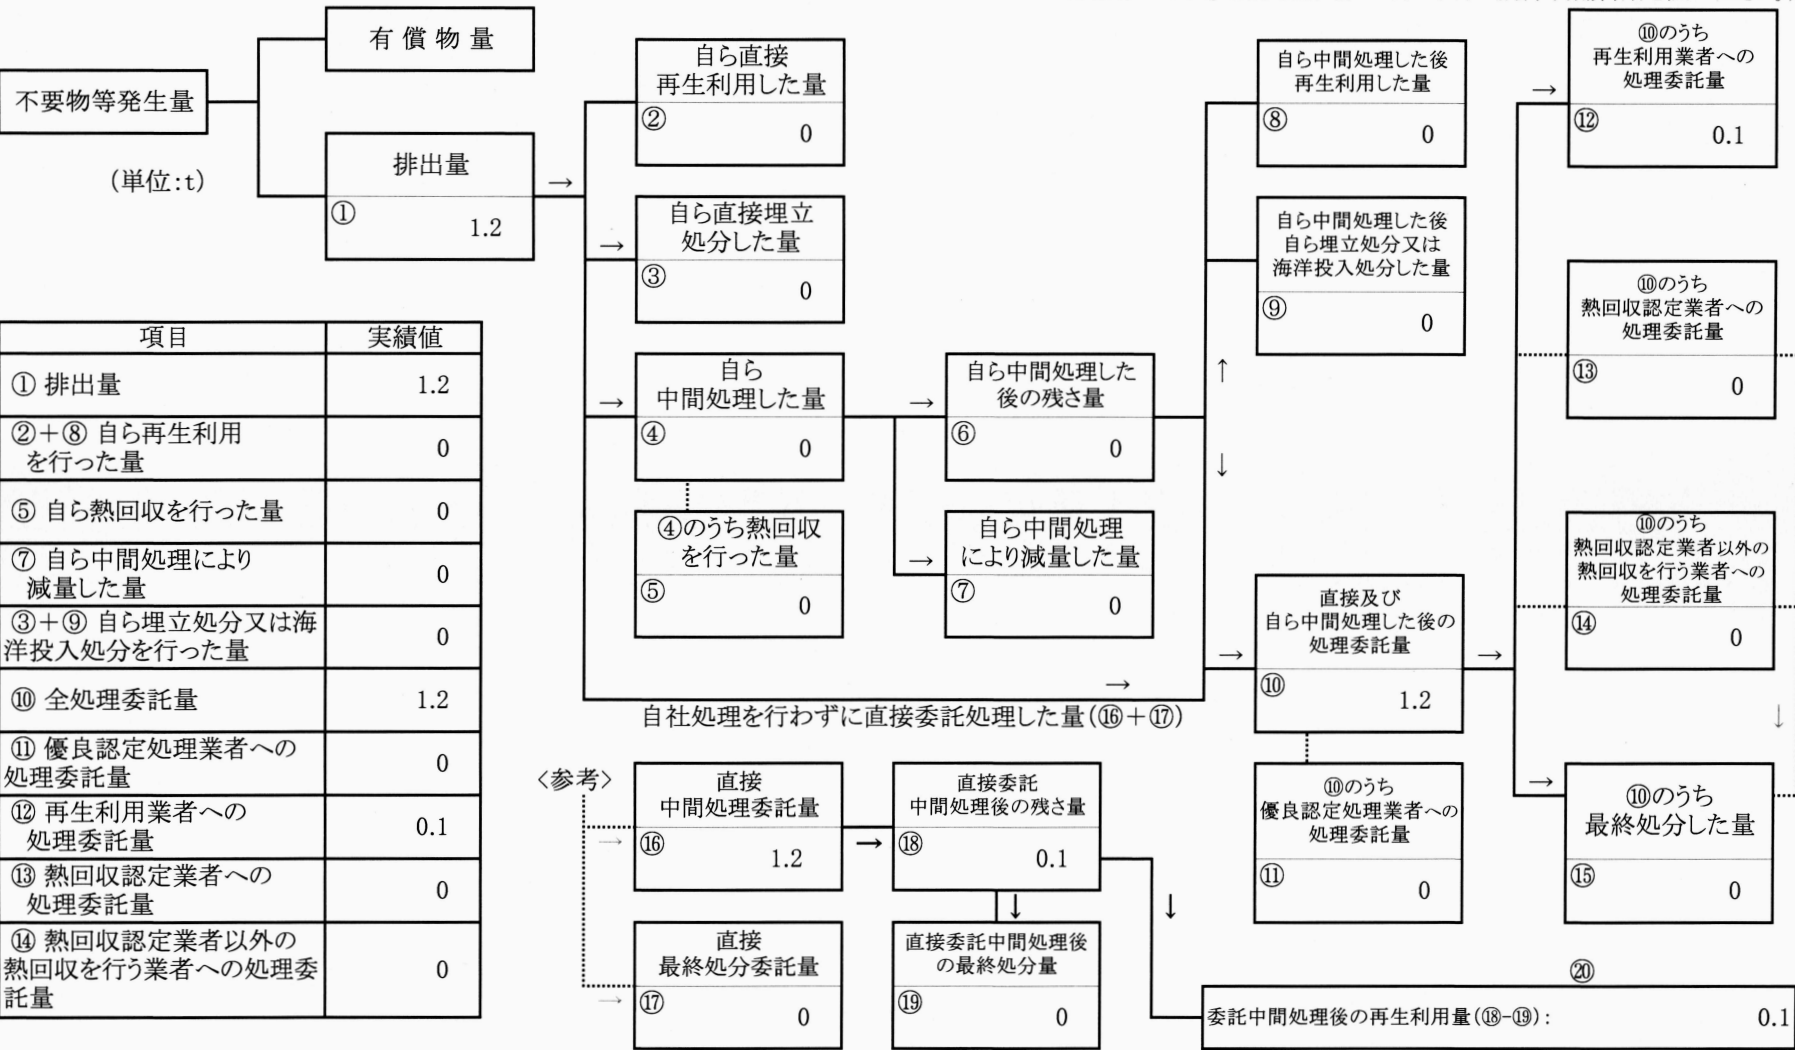 有償物量
不要物等発生量
(単位:t)
排出量
①
1.2
自ら直接
再生利用した量
②
0
自ら直接埋立
処分した量
③
0
自ら
中間処理した量
④
0
④のうち熱回収
を行った量
⑤
0
自ら中間処理した
後の残さ量
⑥
0
自ら中間処理
により減量した量
⑦
0
自ら中間処理した後
再生利用した量
⑧
0
自ら中間処理した後
自ら埋立処分又は
海洋投入処分した量
⑨
0
直接及び
自ら中間処理した後の
処理委託量
⑩
1.2
⑩のうち
優良認定処理業者への
処理委託量
⑪
0
⑩のうち
再生利用業者への
処理委託量
⑫
0.1
⑩のうち
熱回収認定業者への
処理委託量
⑬
0
⑩のうち
熱回収認定業者以外の
熱回収を行う業者への
処理委託量
⑭
0
⑩のうち
最終処分した量
⑮
0
自社処理を行わずに直接委託処理した量(⑯+⑰)
<参考>
直接
中間処理委託量
⑯
1.2
直接
最終処分委託量
⑰
0
直接委託
中間処理後の残さ量
⑱
0.1
直接委託中間処理後
の最終処分量
⑲
0
⑳
委託中間処理後の再生利用量(⑱-⑲): 0.1
項目 実績値
① 排出量 1.2
②+⑧ 自ら再生利用
を行った量 0
⑤ 自ら熱回収を行った量 0
⑦ 自ら中間処理により
減量した量 0
③+⑨ 自ら埋立処分又は海
洋投入処分を行った量 0
⑩ 全処理委託量 1.2
⑪ 優良認定処理業者への
処理委託量 0
⑫ 再生利用業者への
処理委託量 0.1
⑬ 熱回収認定業者への
処理委託量 0
⑭ 熱回収認定業者以外の
熱回収を行う業者への処理委
託量 0